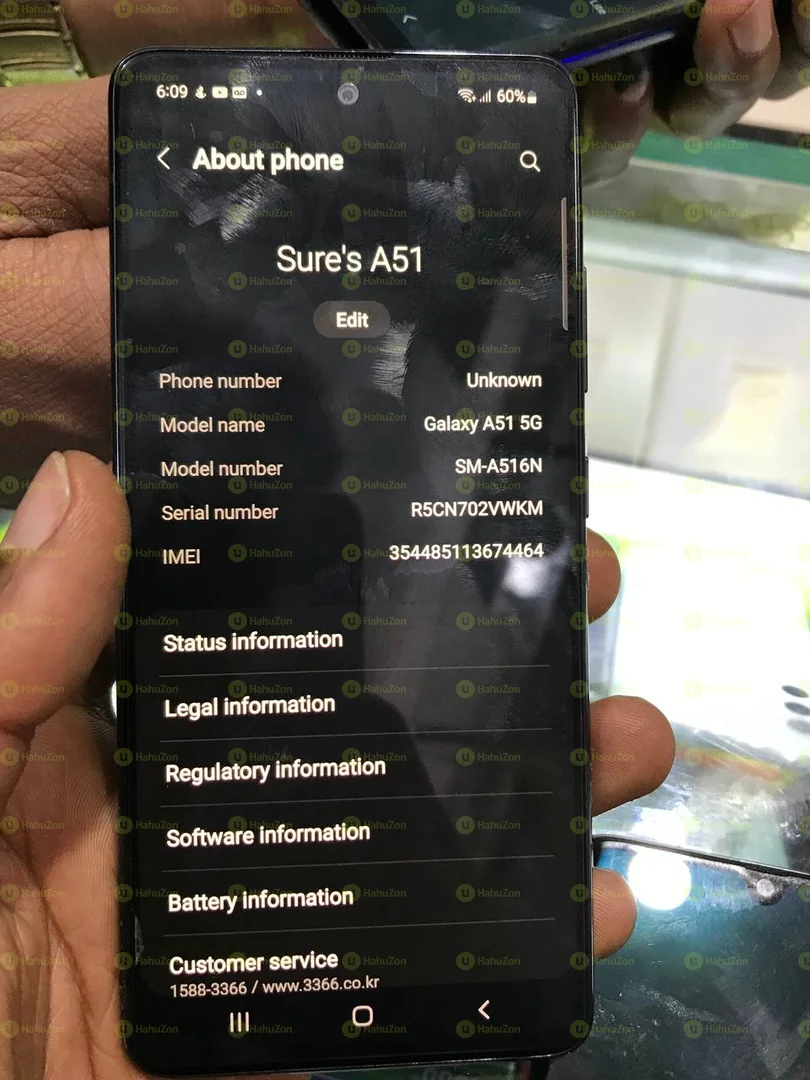 6:09 60%
About phone
Sure's A51
Edit
Phone number Unknown
Model name Galaxy A51 5G
Model number SM-A516N
Serial number R5CN702VWKM
IMEI 354485113674464
Status information
Legal information
Regulatory information
Software information
Battery information
Customer service
1588-3366 / www.3366.co.kr
HahuZon